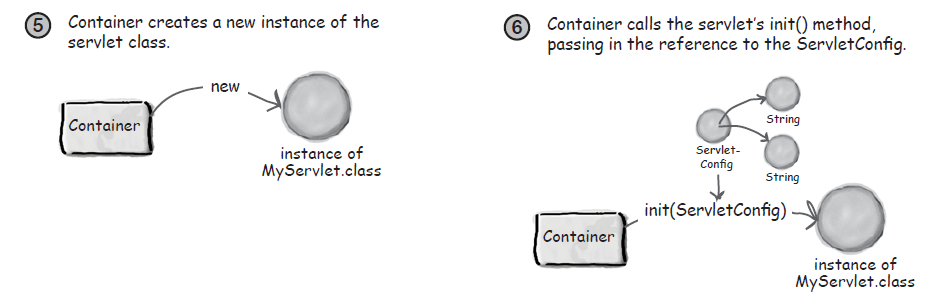 5
Container creates a new instance of the
servlet class.
new
Container
instance of
MyServlet.class
6
Container calls the servlet's init() method,
passing in the reference to the ServletConfig.
String
Servlet-
Config
String
init(ServletConfig)
Container
instance of
MyServlet.class